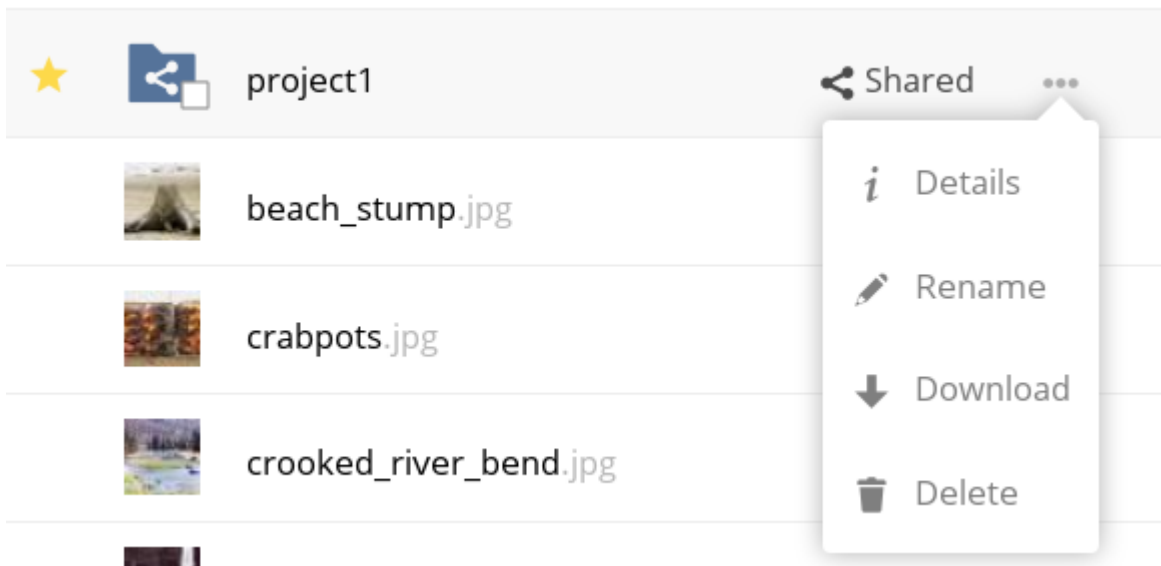 project1 Shared
Details
beach_stump.jpg
Rename
crabpots.jpg
Download
crooked_river_bend.jpg
Delete